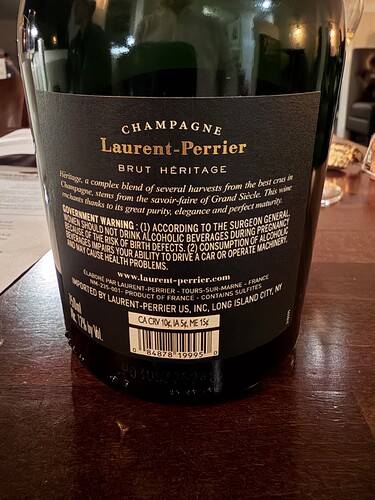 CHAMPAGNE
Laurent-Perrier
BRUT HÉRITAGE
Héritage, a complex blend of several harvests from the best crus in
Champagne, stems from the savoir-faire of Grand Siècle. This wine
enchants thanks to its great purity, elegance and perfect maturity.
GOVERNMENT WARNING : (1) ACCORDING TO THE SURGEON GENERAL,
WOMEN SHOULD NOT DRINK ALCOHOLIC BEVERAGES DURING PREGNANCY
BECAUSE OF THE RISK OF BIRTH DEFECTS. (2) CONSUMPTION OF ALCOHOLIC
BEVERAGES IMPAIRS YOUR ABILITY TO DRIVE A CAR OR OPERATE MACHINERY,
AND MAY CAUSE HEALTH PROBLEMS.
www.laurent-perrier.com
ÉLABORÉ PAR LAURENT-PERRIER - TOURS-SUR-MARNE - FRANCE
NM-235-001 - PRODUCT OF FRANCE - CONTAINS SULFITES
IMPORTED BY LAURENT-PERRIER US, INC, LONG ISLAND CITY, NY
750ml
Alc. 12% by Vol.
CA CRV 10¢, IA 5¢, ME 15¢
0 84878 19995 0